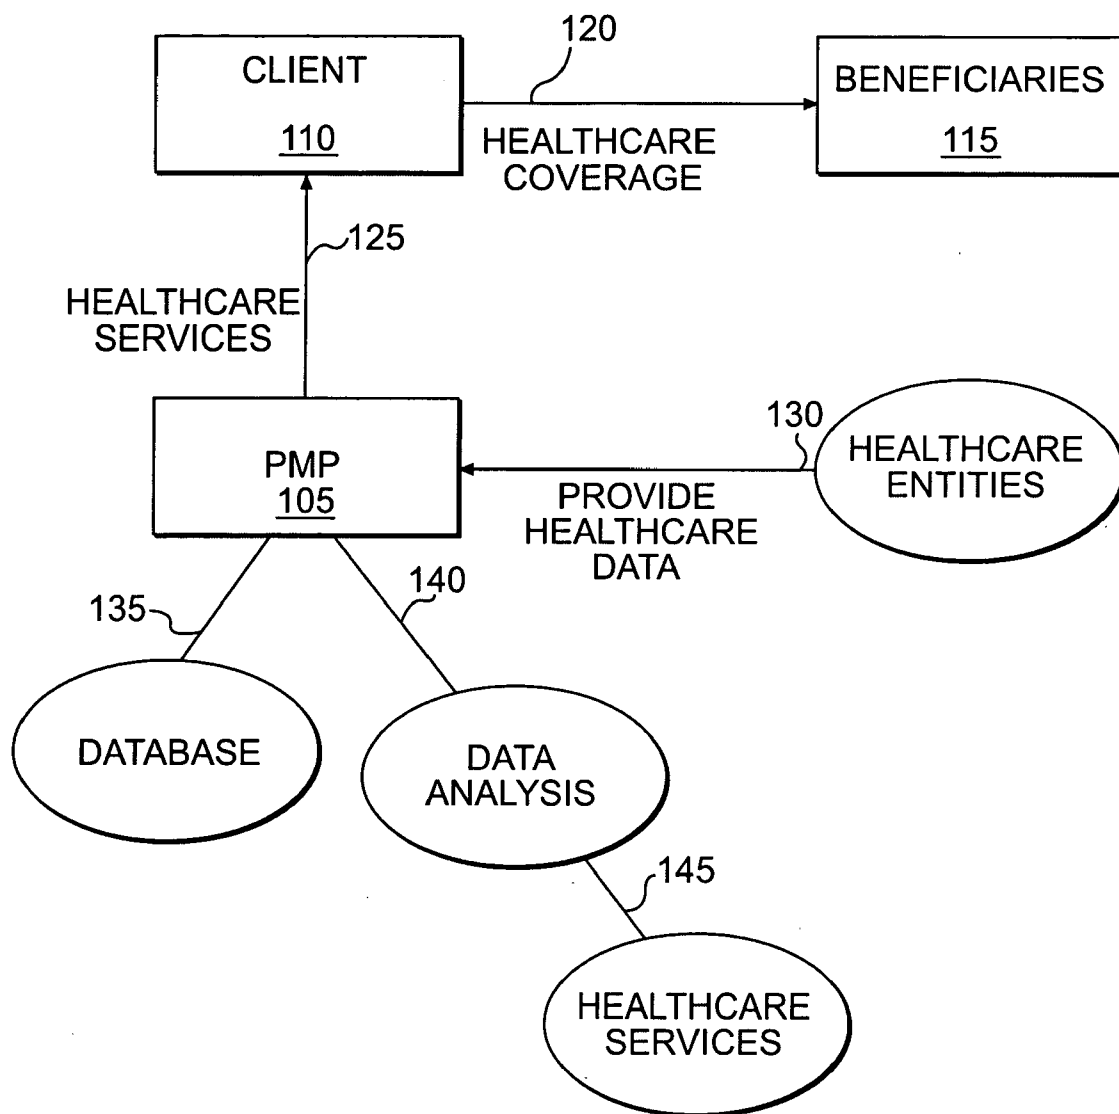 120
CLIENT
110
BENEFICIARIES
115
HEALTHCARE
COVERAGE
125
HEALTHCARE
SERVICES
130
PMP
105
HEALTHCARE
ENTITIES
PROVIDE
HEALTHCARE
DATA
135
140
DATABASE
DATA
ANALYSIS
145
HEALTHCARE
SERVICES